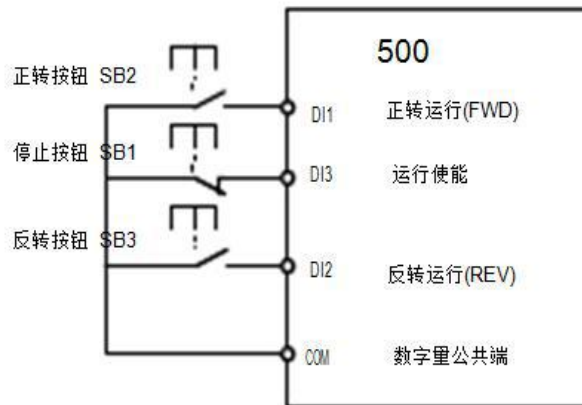 500
正转按钮 SB2
DI1 正转运行(FWD)
停止按钮 SB1
DI3 运行使能
反转按钮 SB3
DI2 反转运行(REV)
COM 数字量公共端